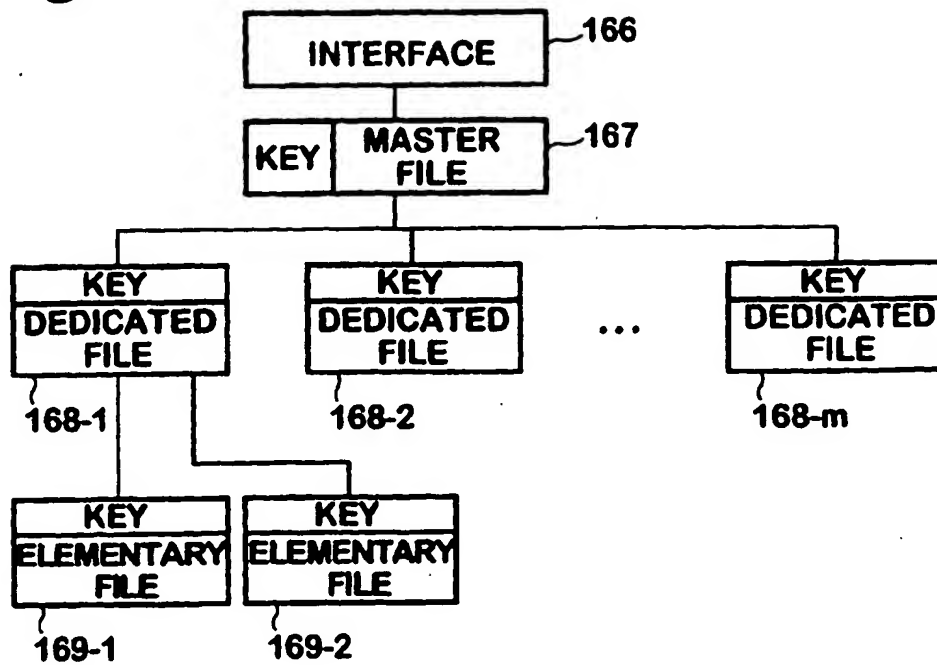 INTERFACE
166
KEY
MASTER
FILE
167
KEY
DEDICATED
FILE
168-1
KEY
DEDICATED
FILE
168-2
...
KEY
DEDICATED
FILE
168-m
KEY
ELEMENTARY
FILE
169-1
KEY
ELEMENTARY
FILE
169-2